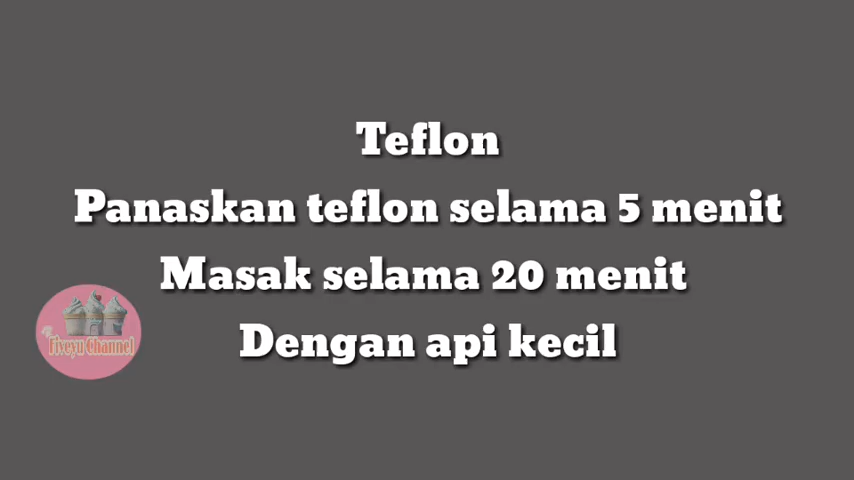 Teflon
Panaskan teflon selama 5 menit
Masak selama 20 menit
Dengan api kecil
Fiveyu Channel